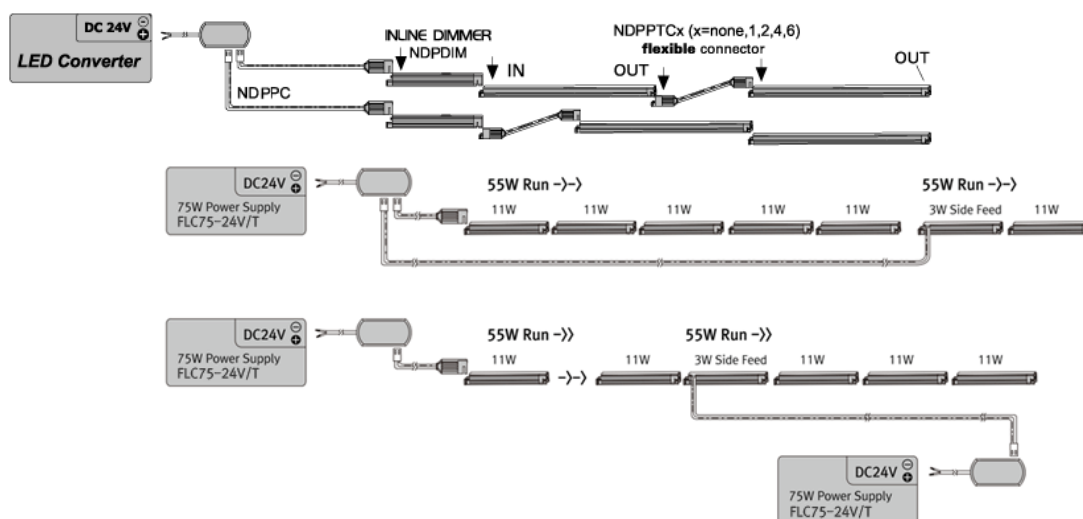 DC 24V ⊖
⊕
LED Converter
INLINE DIMMER
NDPDIM
IN
OUT
NDPPTCx (x=none,1,2,4,6)
flexible connector
OUT
NDPPC
DC24V ⊖
⊕
75W Power Supply
FLC75-24V/T
55W Run ->->
11W 11W 11W 11W 11W
55W Run ->->
3W Side Feed 11W
DC24V ⊖
⊕
75W Power Supply
FLC75-24V/T
55W Run ->>
11W ->-> 11W
55W Run ->>
3W Side Feed 11W 11W 11W
DC24V ⊖
⊕
75W Power Supply
FLC75-24V/T